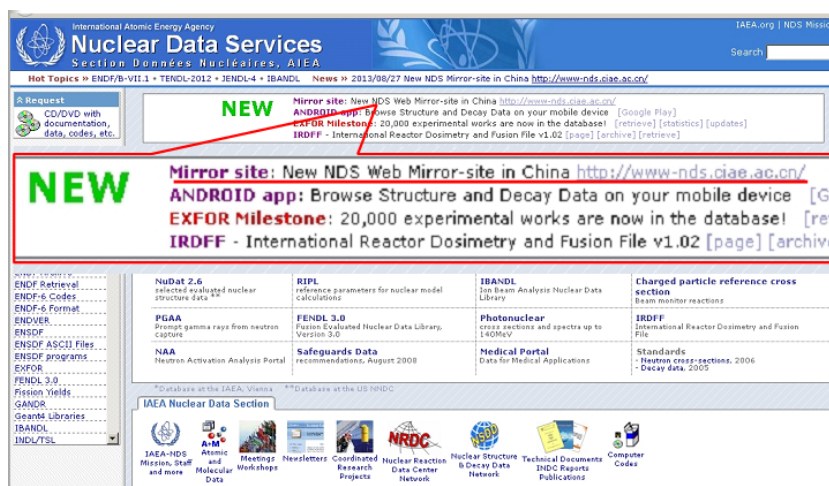 International Atomic Energy Agency
Nuclear Data Services
Section Données Nucléaires, AIEA
IAEA.org | NDS Missio
Search
Hot Topics » ENDF/B-VII.1 • TENDL-2012 • JENDL-4 • IBANDL News » 2013/08/27 New NDS Mirror-site in China http://www-nds.ciae.ac.cn/
Request
CD/DVD with
documentation,
data, codes, etc.
NEW
Mirror site: New NDS Web Mirror-site in China http://www-nds.ciae.ac.cn/
ANDROID app: Browse Structure and Decay Data on your mobile device [Google Play]
EXFOR Milestone: 20,000 experimental works are now in the database! [retrieve] [statistics] [updates]
IRDFF - International Reactor Dosimetry and Fusion File v1.02 [page] [archive] [retrieve]
NEW
Mirror site: New NDS Web Mirror-site in China http://www-nds.ciae.ac.cn/
ANDROID app: Browse Structure and Decay Data on your mobile device [G
EXFOR Milestone: 20,000 experimental works are now in the database! [ret
IRDFF - International Reactor Dosimetry and Fusion File v1.02 [page] [archive
ENDF Retrieval
ENDF-6 Codes
ENDF-6 Format
ENDVER
ENSDF
ENSDF ASCII Files
ENSDF programs
EXFOR
FENDL 3.0
Fission Yields
GANDR
Geant4 Libraries
IBANDL
INDL/TSL
NuDat 2.6
selected evaluated nuclear
structure data **
RIPL
reference parameters for nuclear model
calculations
IBANDL
Ion Beam Analysis Nuclear Data
Library
Charged particle reference cross
section
Beam monitor reactions
PGAA
Prompt gamma rays from neutron
capture
FENDL 3.0
Fusion Evaluated Nuclear Data Library,
Version 3.0
Photonuclear
cross sections and spectra up to
140MeV
IRDFF
International Reactor Dosimetry and Fusion
File
NAA
Neutron Activation Analysis Portal
Safeguards Data
recommendations, August 2008
Medical Portal
Data for Medical Applications
Standards
- Neutron cross-sections, 2006
- Decay data, 2005
*Database at the IAEA, Vienna **Database at the US NNDC
IAEA Nuclear Data Section
IAEA-NDS
Mission, Staff
and more
A+M
Atomic
and
Molecular
Data
Meetings
Workshops
Newsletters
Coordinated
Research
Projects
NRDC
Nuclear Reaction
Data Center
Network
NSDD
Nuclear Structure
& Decay Data
Network
Technical Documents
INDC Reports
Publications
Computer
Codes